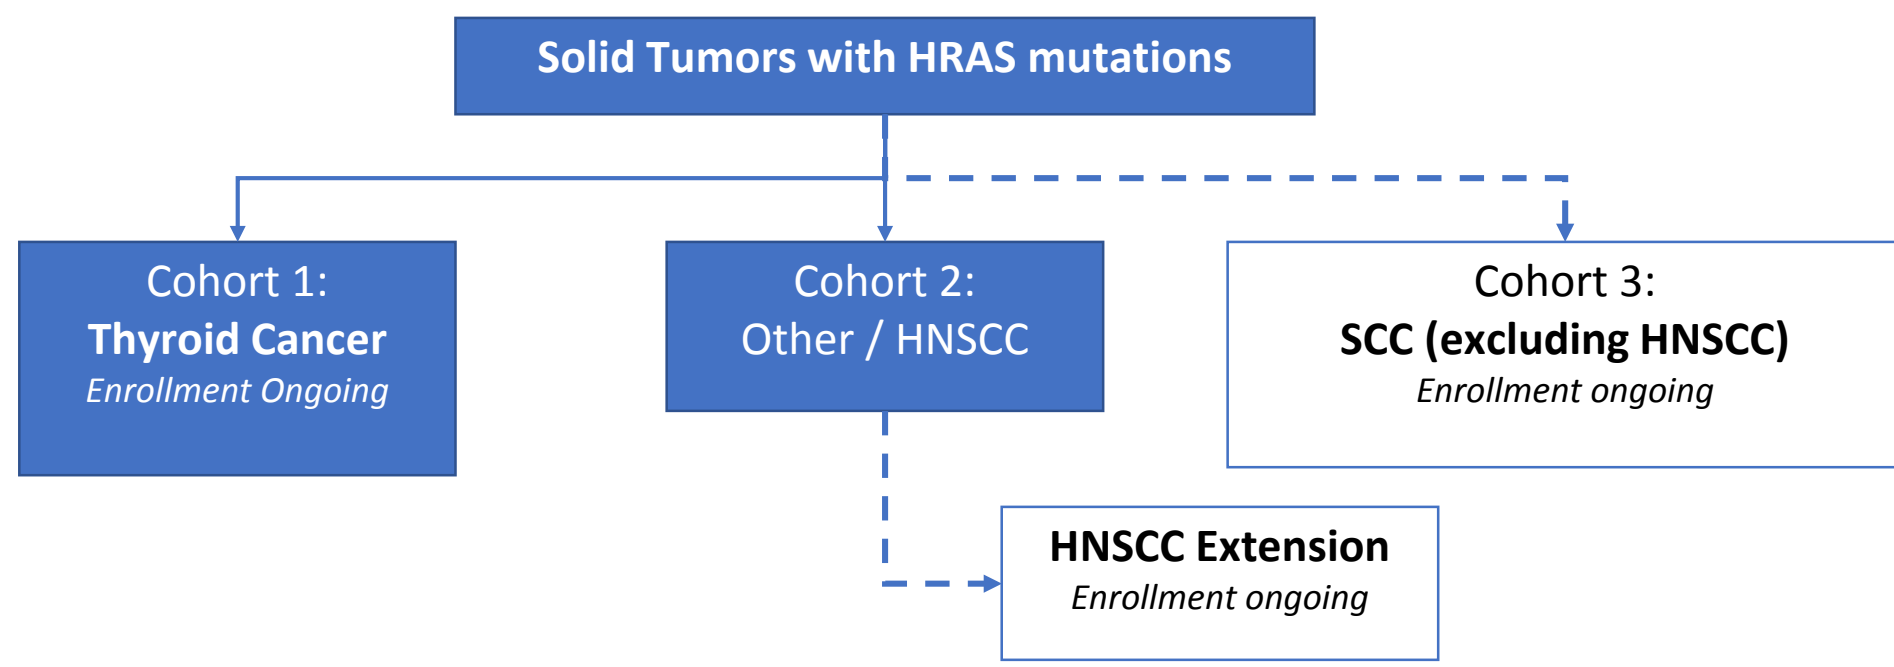 Solid Tumors with HRAS mutations
Cohort 1:
Thyroid Cancer
Enrollment Ongoing
Cohort 2:
Other / HNSCC
Cohort 3:
SCC (excluding HNSCC)
Enrollment ongoing
HNSCC Extension
Enrollment ongoing